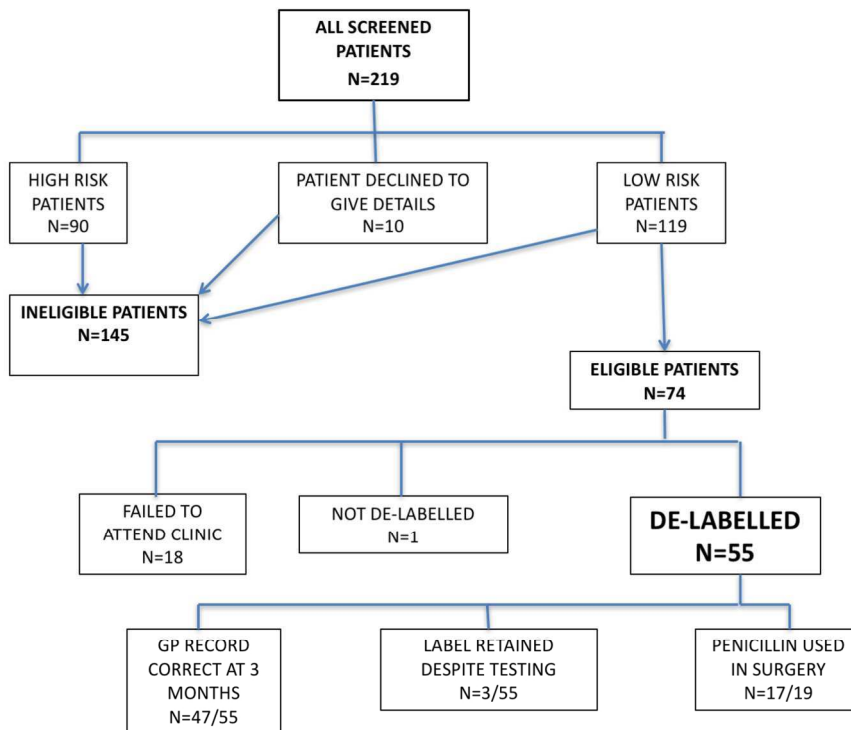 ALL SCREENED
PATIENTS
N=219
HIGH RISK
PATIENTS
N=90
PATIENT DECLINED TO
GIVE DETAILS
N=10
LOW RISK
PATIENTS
N=119
INELIGIBLE PATIENTS
N=145
ELIGIBLE PATIENTS
N=74
FAILED TO
ATTEND CLINIC
N=18
NOT DE-LABELLED
N=1
DE-LABELLED
N=55
GP RECORD
CORRECT AT 3
MONTHS
N=47/55
LABEL RETAINED
DESPITE TESTING
N=3/55
PENICILLIN USED
IN SURGERY
N=17/19